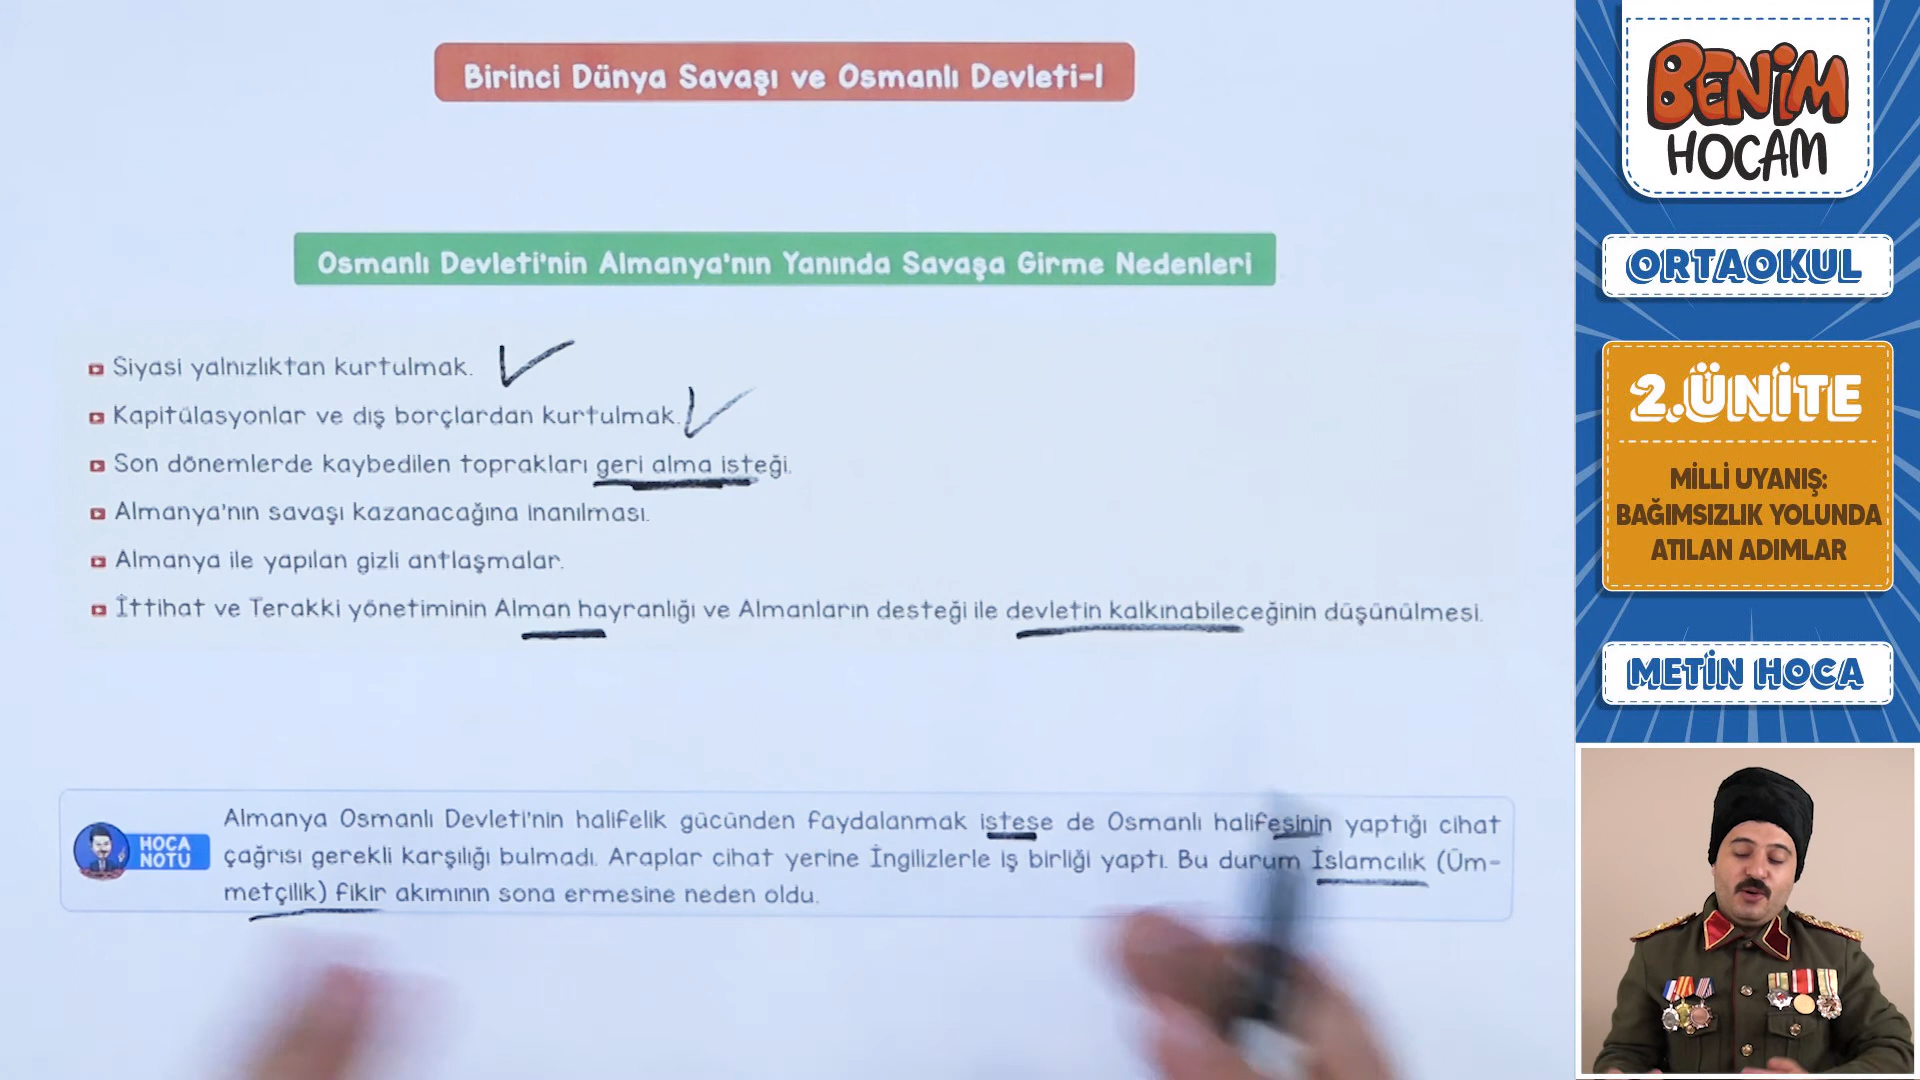 Birinci Dünya Savaşı ve Osmanlı Devleti-I
Osmanlı Devleti'nin Almanya'nın Yanında Savaşa Girme Nedenleri
Siyasi yalnızlıktan kurtulmak.
Kapitülasyonlar ve dış borçlardan kurtulmak.
Son dönemlerde kaybedilen toprakları geri alma isteği.
Almanya'nın savaşı kazanacağına inanılması.
Almanya ile yapılan gizli antlaşmalar.
İttihat ve Terakki yönetiminin Alman hayranlığı ve Almanların desteği ile devletin kalkınabileceğinin düşünülmesi.
HOCA
NOTU
Almanya Osmanlı Devleti'nin halifelik gücünden faydalanmak istese de Osmanlı halifesinin yaptığı cihat
çağrısı gerekli karşılığı bulmadı. Araplar cihat yerine İngilizlerle iş birliği yaptı. Bu durum İslamcılık (Üm-
metçilik) fikir akımının sona ermesine neden oldu.
BENİM
HOCAM
ORTAOKUL
2.ÜNİTE
MİLLİ UYANIŞ:
BAĞIMSIZLIK YOLUNDA
ATILAN ADIMLAR
METİN HOCA